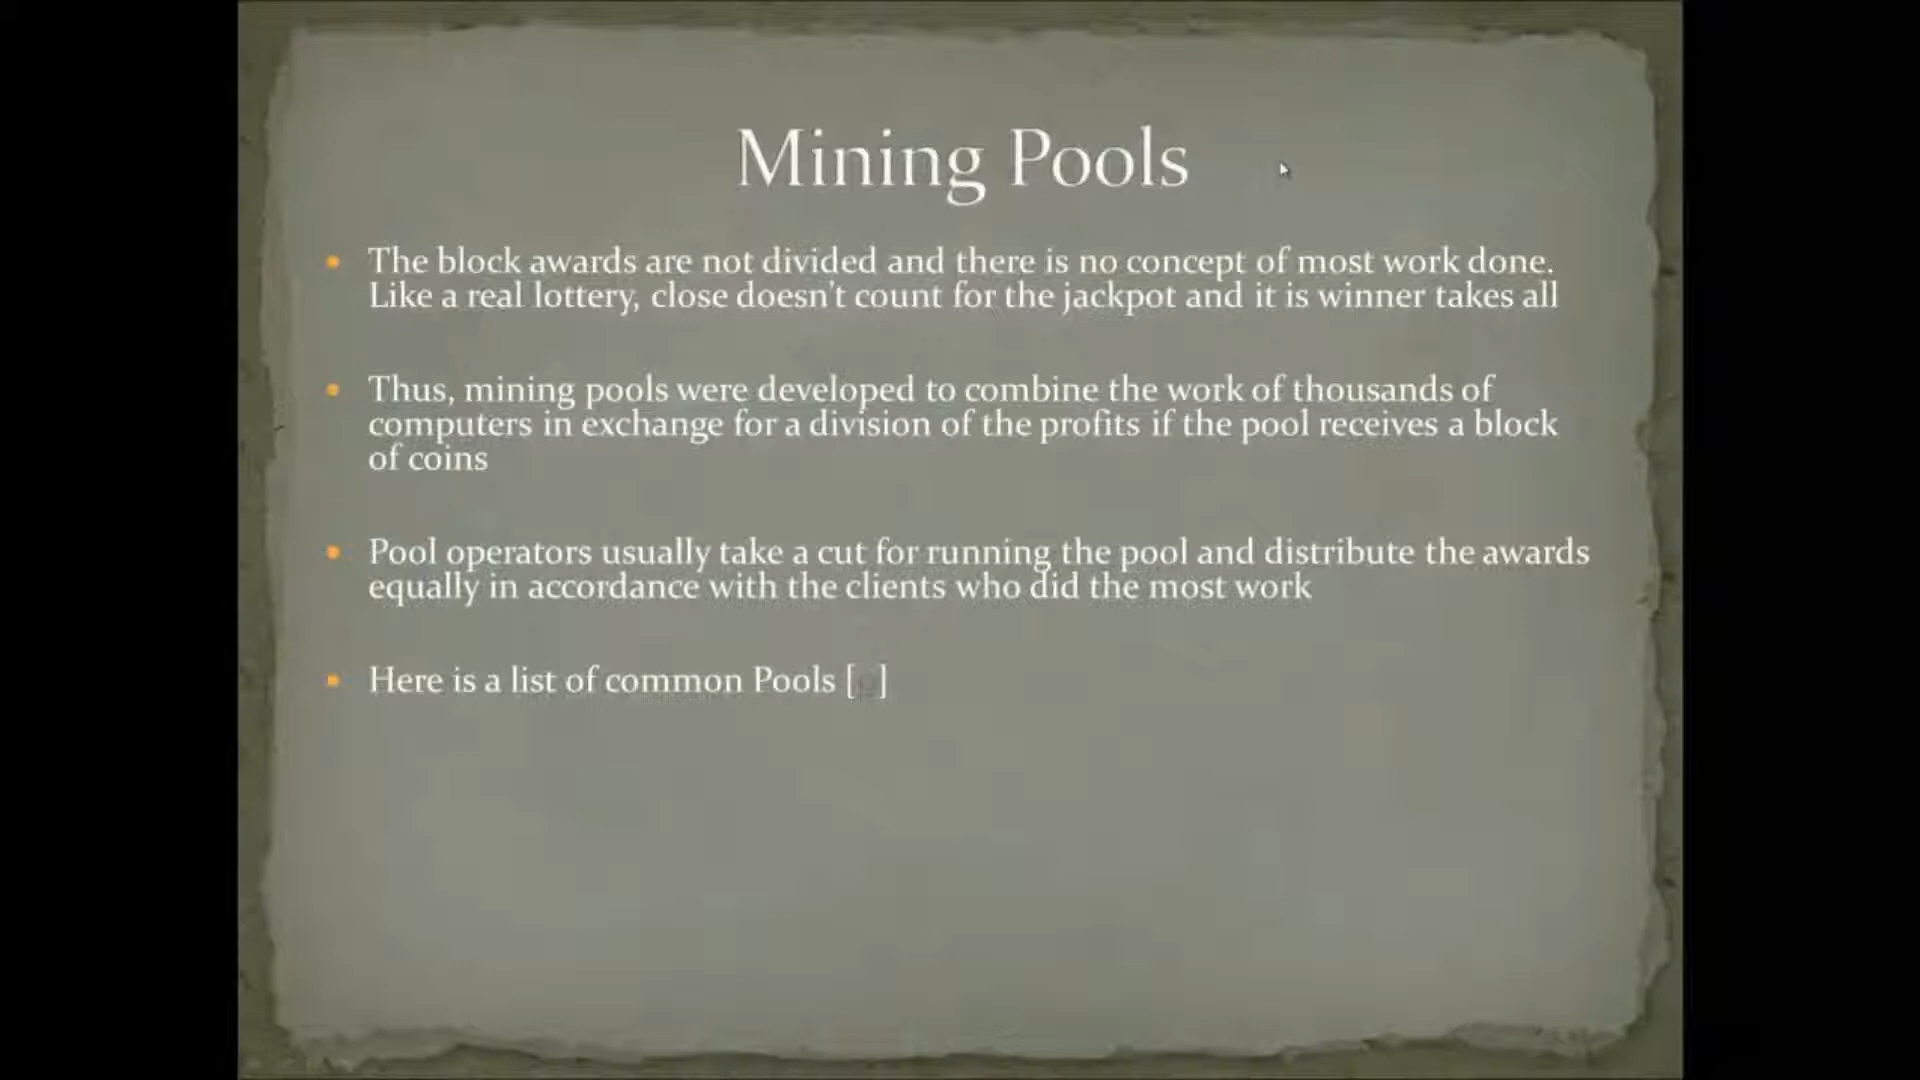 Mining Pools
The block awards are not divided and there is no concept of most work done.
Like a real lottery, close doesn't count for the jackpot and it is winner takes all
Thus, mining pools were developed to combine the work of thousands of
computers in exchange for a division of the profits if the pool receives a block
of coins
Pool operators usually take a cut for running the pool and distribute the awards
equally in accordance with the clients who did the most work
Here is a list of common Pools [ ]